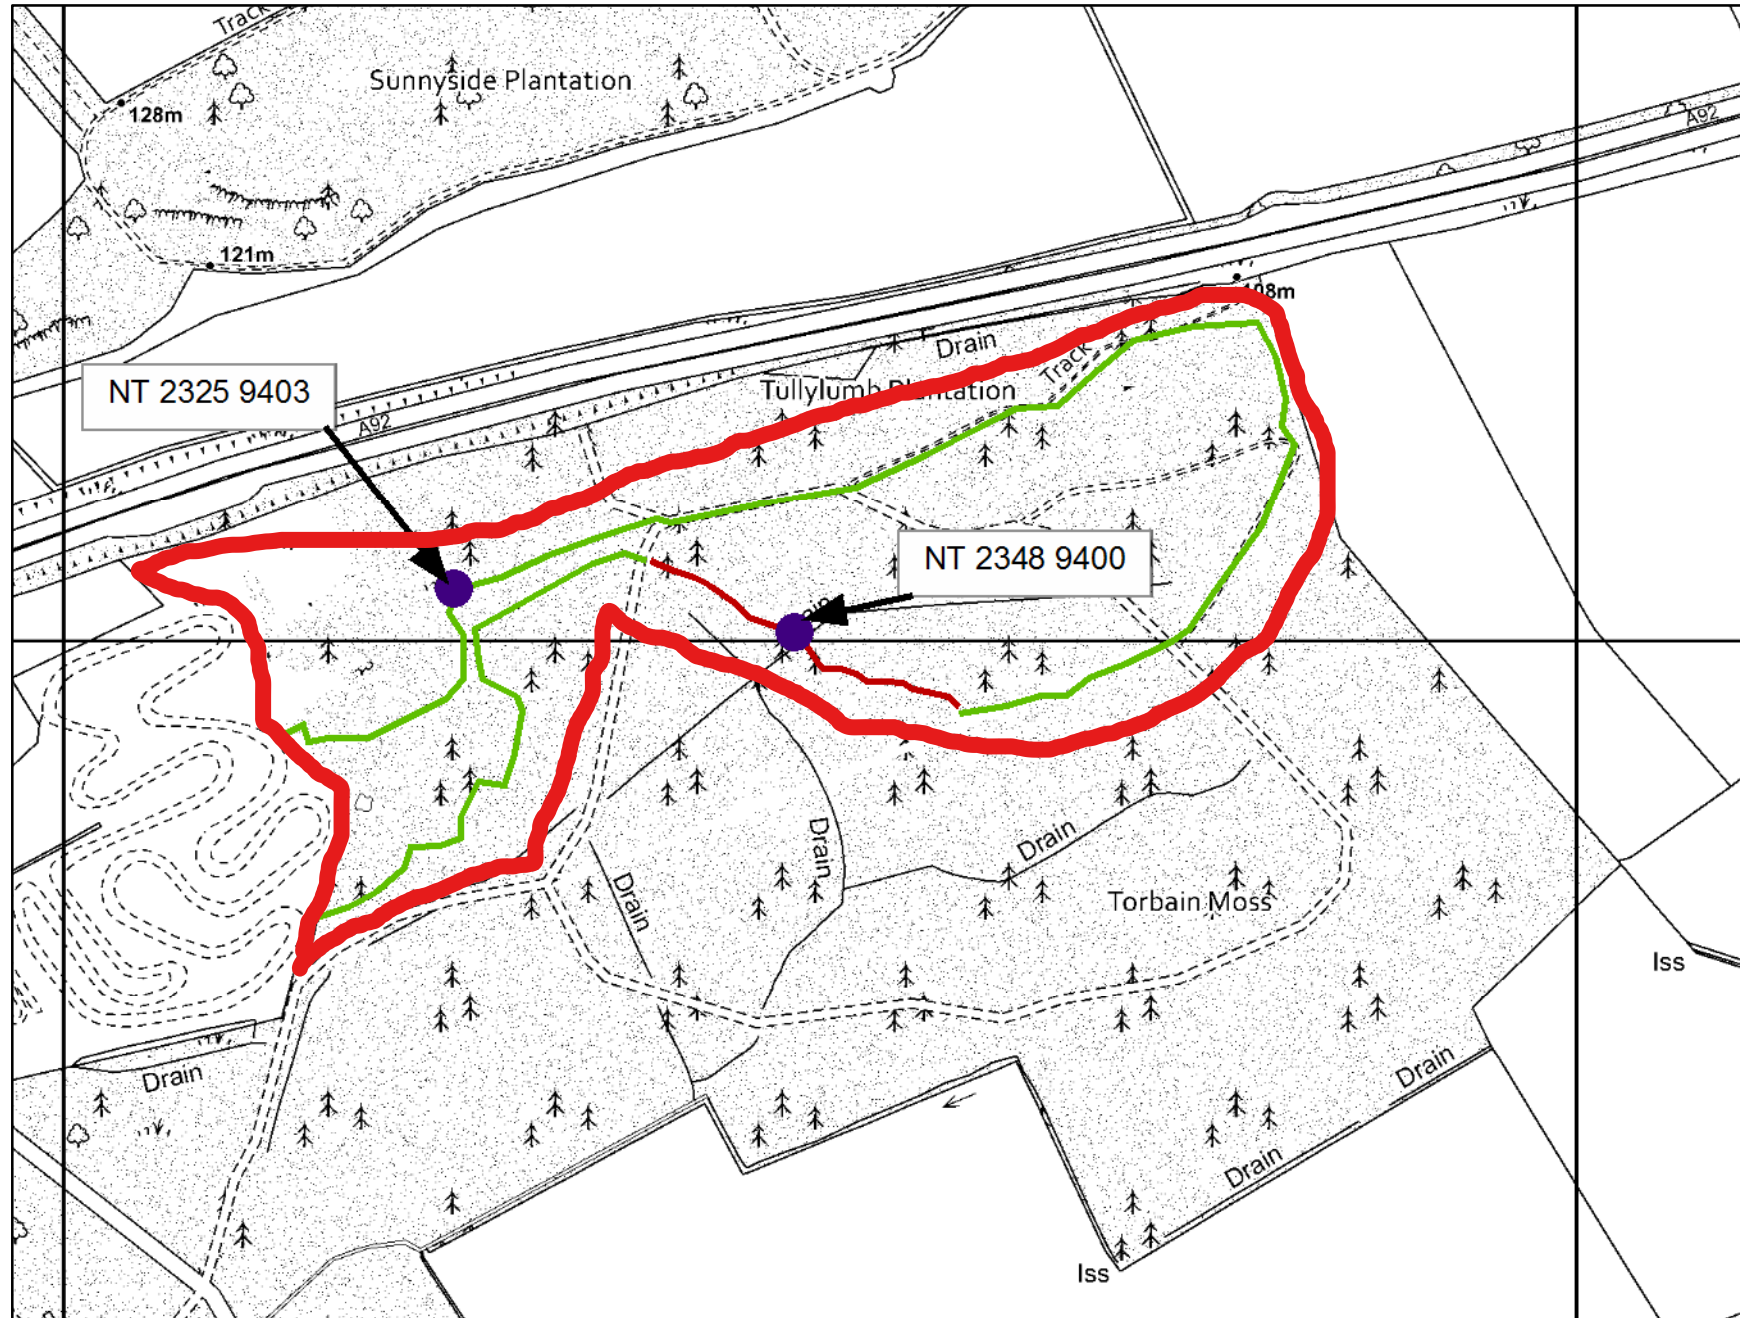 Track
Sunnyside Plantation
128m
121m
A92
108m
Drain
Track
NT 2325 9403
Tullylumb Plantation
A92
NT 2348 9400
Drain
Drain
Drain
Torbain Moss
Iss
Drain
Drain
Drain
Iss